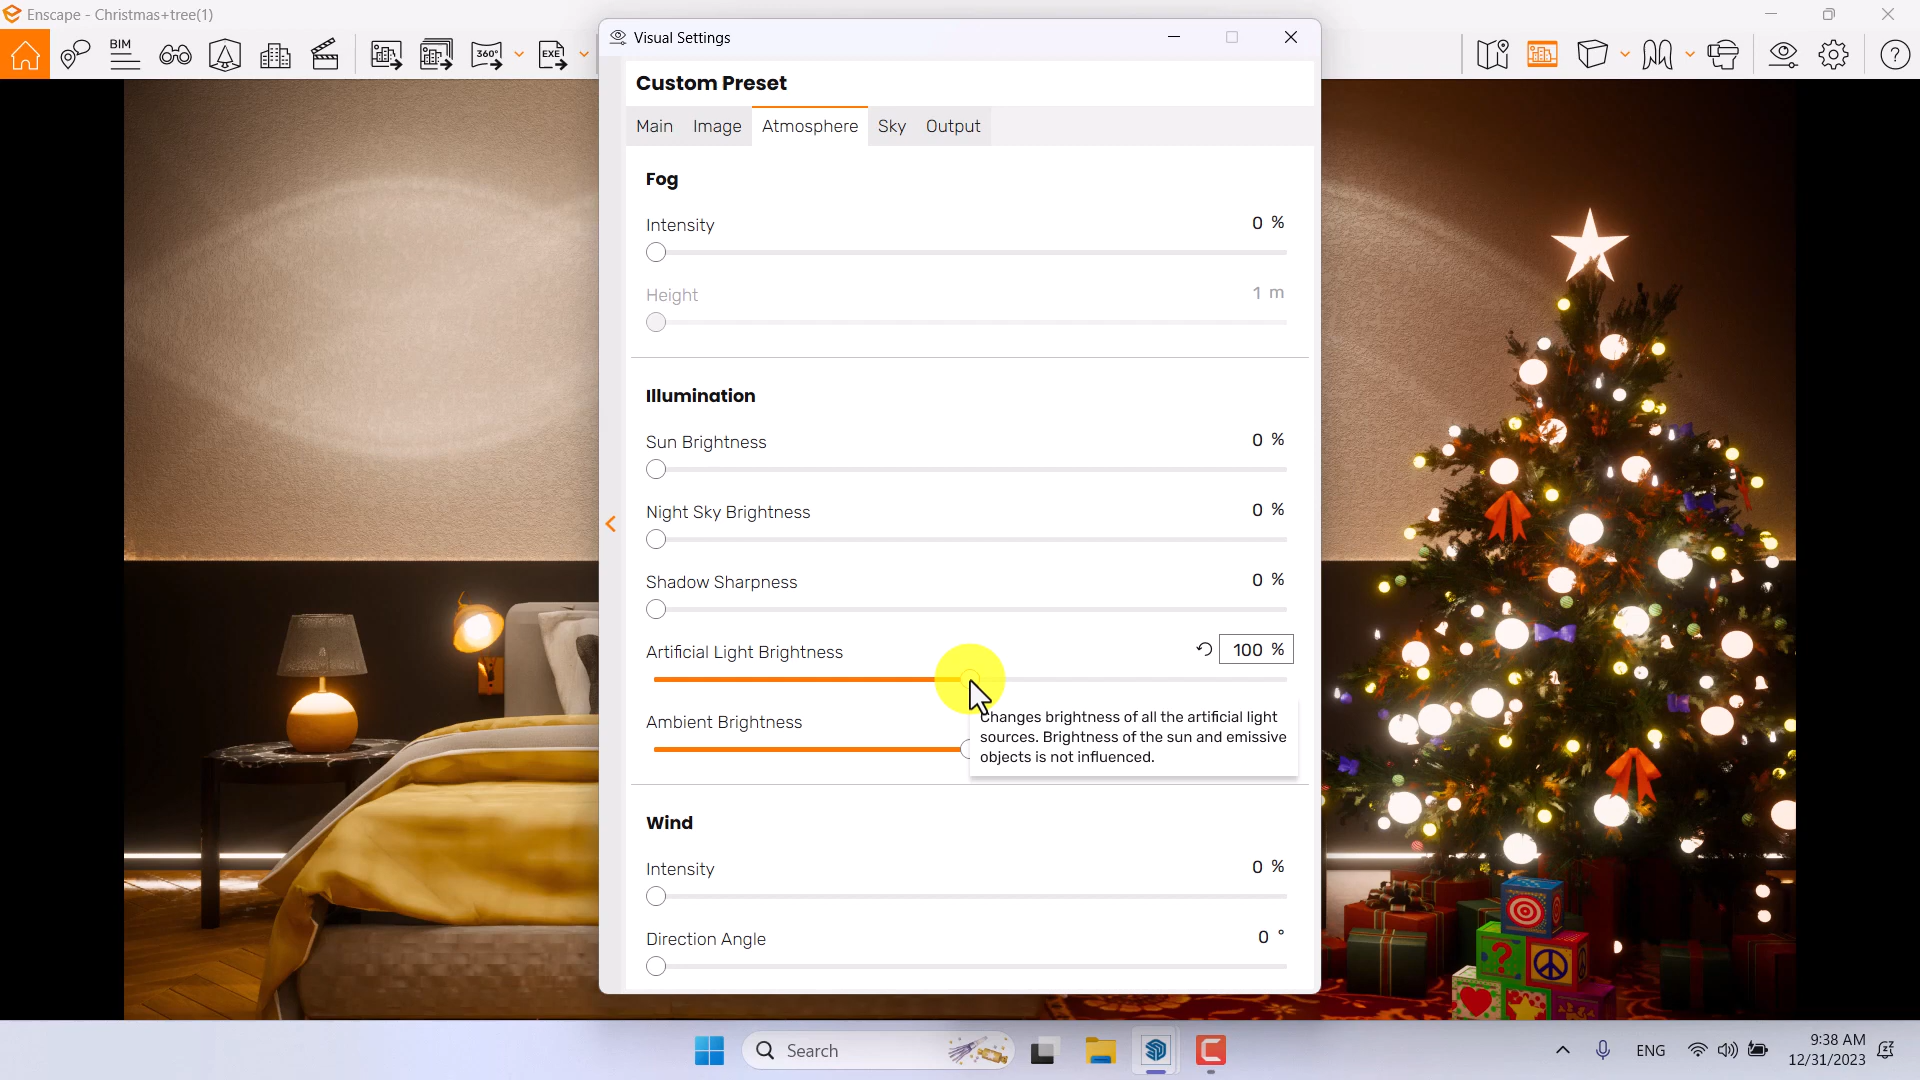 Enscape - Christmas+tree(1)
BIM
360°
EXE
Visual Settings
Custom Preset
Main Image Atmosphere Sky Output
Fog
Intensity 0 %
Height 1 m
Illumination
Sun Brightness 0 %
Night Sky Brightness 0 %
Shadow Sharpness 0 %
Artificial Light Brightness 100 %
Ambient Brightness
Changes brightness of all the artificial light
sources. Brightness of the sun and emissive
objects is not influenced.
Wind
Intensity 0 %
Direction Angle 0 °
?
Search
ENG
9:38 AM
12/31/2023